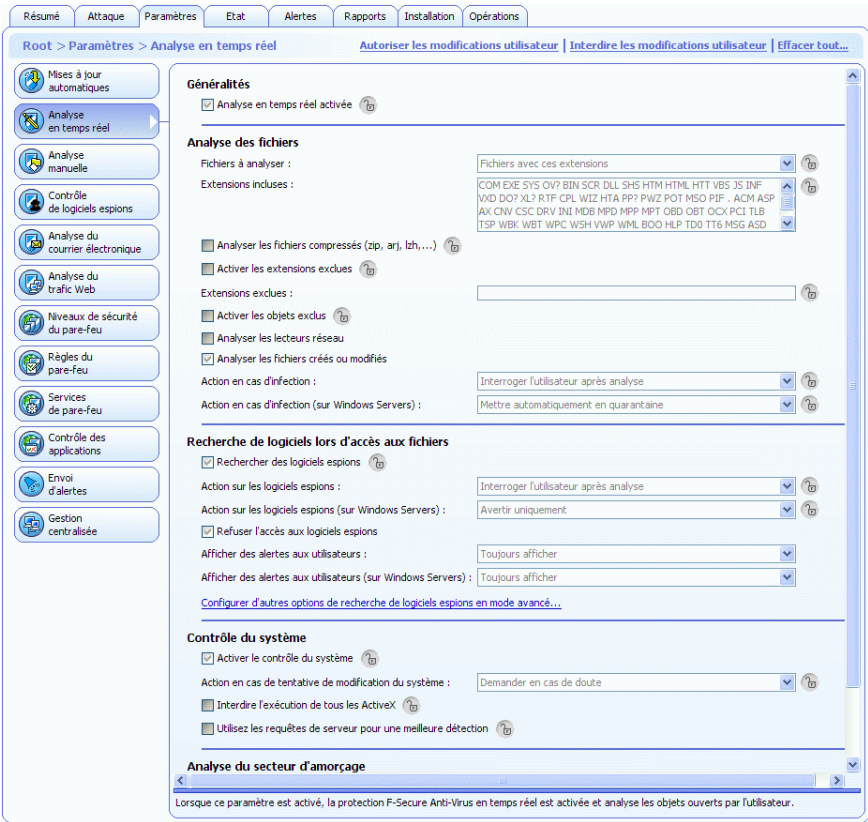 Résumé
Attaque
Paramètres
Etat
Alertes
Rapports
Installation
Opérations
Root > Paramètres > Analyse en temps réel
Autoriser les modifications utilisateur | Interdire les modifications utilisateur | Effacer tout...
Mises à jour
automatiques
Analyse
en temps réel
Analyse
manuelle
Contrôle
de logiciels espions
Analyse du
courrier électronique
Analyse du
trafic Web
Niveaux de sécurité
du pare-feu
Règles du
pare-feu
Services
de pare-feu
Contrôle des
applications
Envoi
d'alertes
Gestion
centralisée
Généralités
Analyse en temps réel activée
Analyse des fichiers
Fichiers à analyser : Fichiers avec ces extensions
Extensions incluses :
COM EXE SYS OV? BIN SCR DLL SHS HTM HTML HTT VBS JS INF
VXD DO? XL? RTF CPL WIZ HTA PP? PWZ POT MSO PIF . ACM ASP
AX CNV CSC DRV INI MDB MPD MPP MPT OBD OBT OCX PCI TLB
TSP WBK WBT WPC WSH VWP WML BOO HLP TD0 TT6 MSG ASD
Analyser les fichiers compressés (zip, arj, lzh,...)
Activer les extensions exclues
Extensions exclues :
Activer les objets exclus
Analyser les lecteurs réseau
Analyser les fichiers créés ou modifiés
Action en cas d'infection : Interroger l'utilisateur après analyse
Action en cas d'infection (sur Windows Servers) : Mettre automatiquement en quarantaine
Recherche de logiciels lors d'accès aux fichiers
Rechercher des logiciels espions
Action sur les logiciels espions : Interroger l'utilisateur après analyse
Action sur les logiciels espions (sur Windows Servers) : Avertir uniquement
Refuser l'accès aux logiciels espions
Afficher des alertes aux utilisateurs : Toujours afficher
Afficher des alertes aux utilisateurs (sur Windows Servers) : Toujours afficher
Configurer d'autres options de recherche de logiciels espions en mode avancé...
Contrôle du système
Activer le contrôle du système
Action en cas de tentative de modification du système : Demander en cas de doute
Interdire l'exécution de tous les ActiveX
Utilisez les requêtes de serveur pour une meilleure détection
Analyse du secteur d'amorçage
Lorsque ce paramètre est activé, la protection F-Secure Anti-Virus en temps réel est activée et analyse les objets ouverts par l'utilisateur.